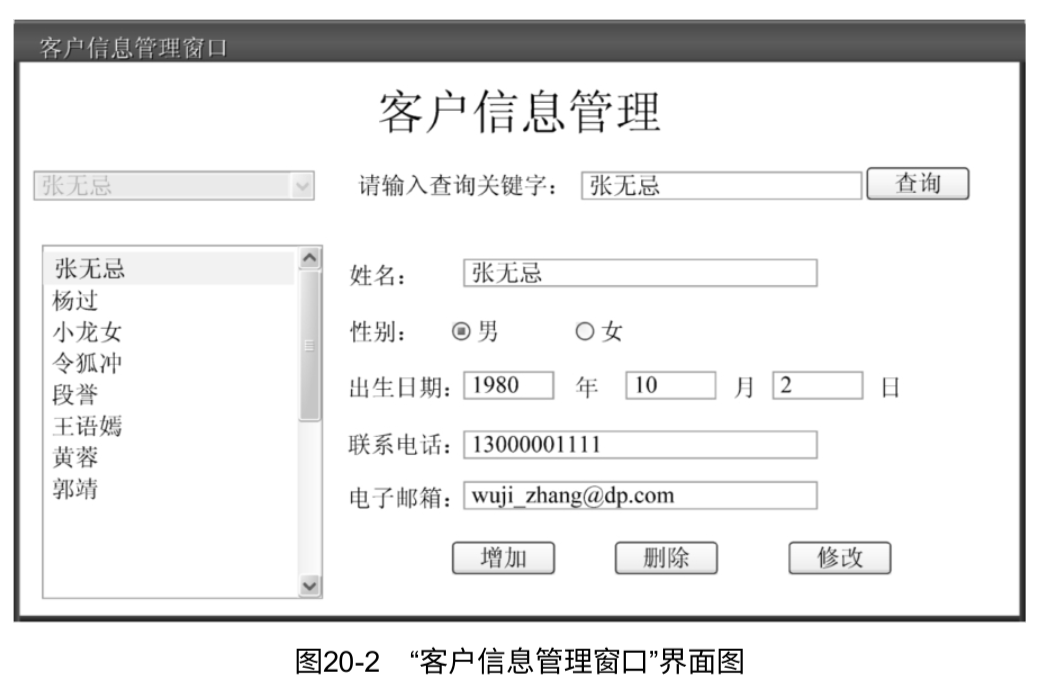 客户信息管理窗口
客户信息管理
张无忌 请输入查询关键字： 张无忌 查询
张无忌
杨过
小龙女
令狐冲
段誉
王语嫣
黄蓉
郭靖
姓名： 张无忌
性别： 男 女
出生日期： 1980 年 10 月 2 日
联系电话： 13000001111
电子邮箱： wuji_zhang@dp.com
增加 删除 修改
图20-2 “客户信息管理窗口”界面图